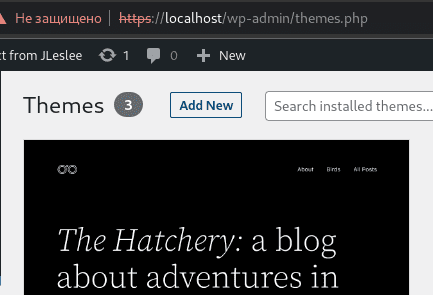 Не защищено https://localhost/wp-admin/themes.php
t from JLeslee 1 0 + New
Themes 3 Add New Search installed themes...
About Birds All Posts
The Hatchery: a blog
about adventures in